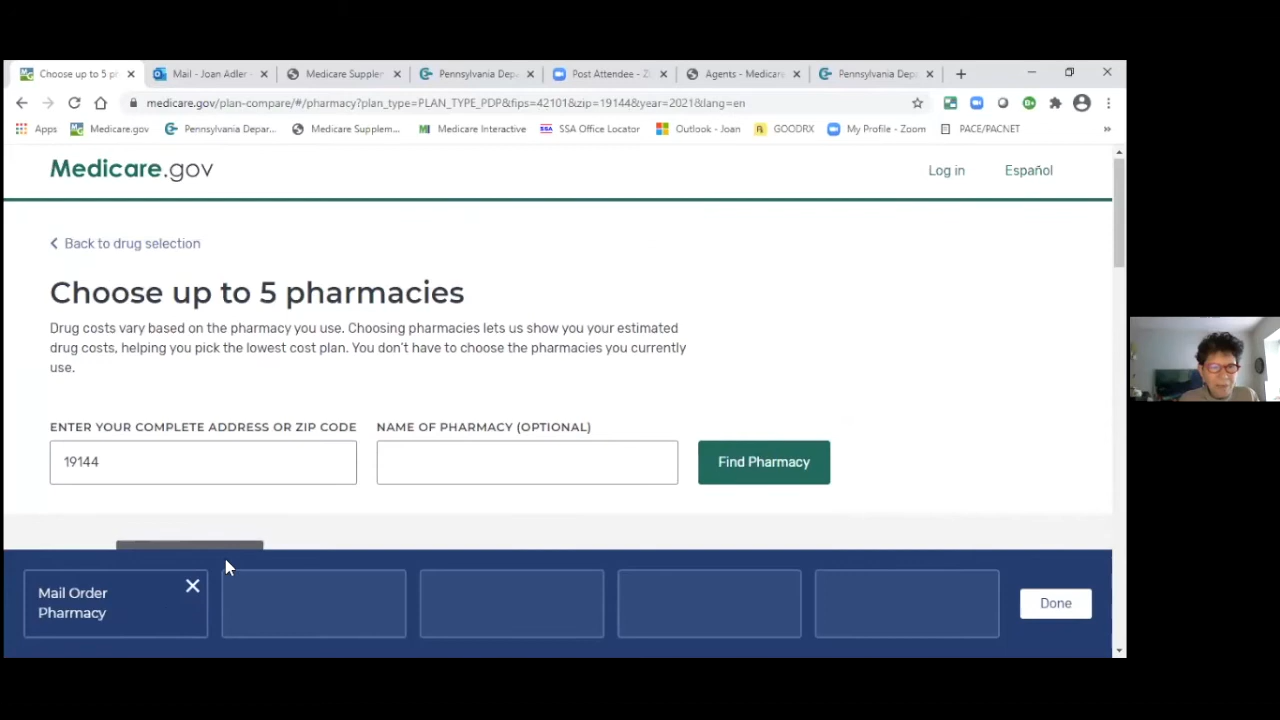 Choose up to 5 p
Mail - Joan Adler -
Medicare Supplem
Pennsylvania Depa
Post Attendee - Z
Agents - Medicare
Pennsylvania Depa
medicare.gov/plan-compare/#/pharmacy?plan_type=PLAN_TYPE_PDP&fips=42101&zip=19144&year=2021&lang=en
Apps
Medicare.gov
Pennsylvania Depar...
Medicare Supplem...
MI Medicare Interactive
SSA Office Locator
Outlook - Joan
GOODRX
My Profile - Zoom
PACE/PACNET
»
Medicare.gov
Log in
Español
Back to drug selection
Choose up to 5 pharmacies
Drug costs vary based on the pharmacy you use. Choosing pharmacies lets us show you your estimated
drug costs, helping you pick the lowest cost plan. You don't have to choose the pharmacies you currently
use.
ENTER YOUR COMPLETE ADDRESS OR ZIP CODE
NAME OF PHARMACY (OPTIONAL)
19144
Find Pharmacy
Mail Order
Pharmacy
Done